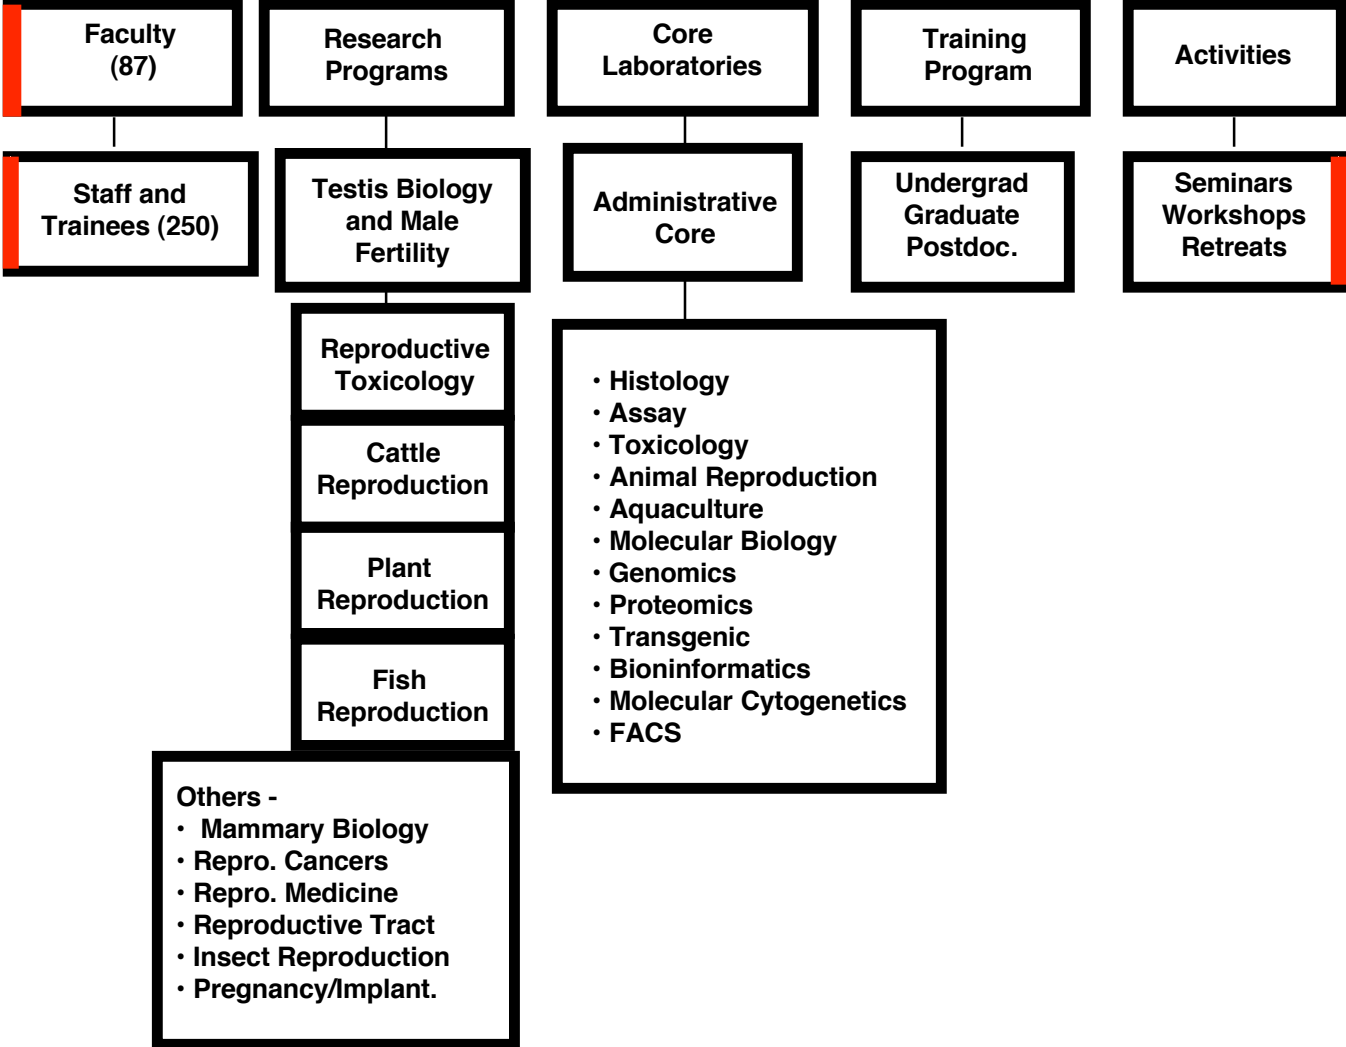 Faculty
(87)
Research
Programs
Core
Laboratories
Training
Program
Activities
Staff and
Trainees (250)
Testis Biology
and Male
Fertility
Administrative
Core
Undergrad
Graduate
Postdoc.
Seminars
Workshops
Retreats
Reproductive
Toxicology
Cattle
Reproduction
Plant
Reproduction
Fish
Reproduction
Others -
· Mammary Biology
· Repro. Cancers
· Repro. Medicine
· Reproductive Tract
· Insect Reproduction
· Pregnancy/Implant.
· Histology
· Assay
· Toxicology
· Animal Reproduction
· Aquaculture
· Molecular Biology
· Genomics
· Proteomics
· Transgenic
· Bioninformatics
· Molecular Cytogenetics
· FACS